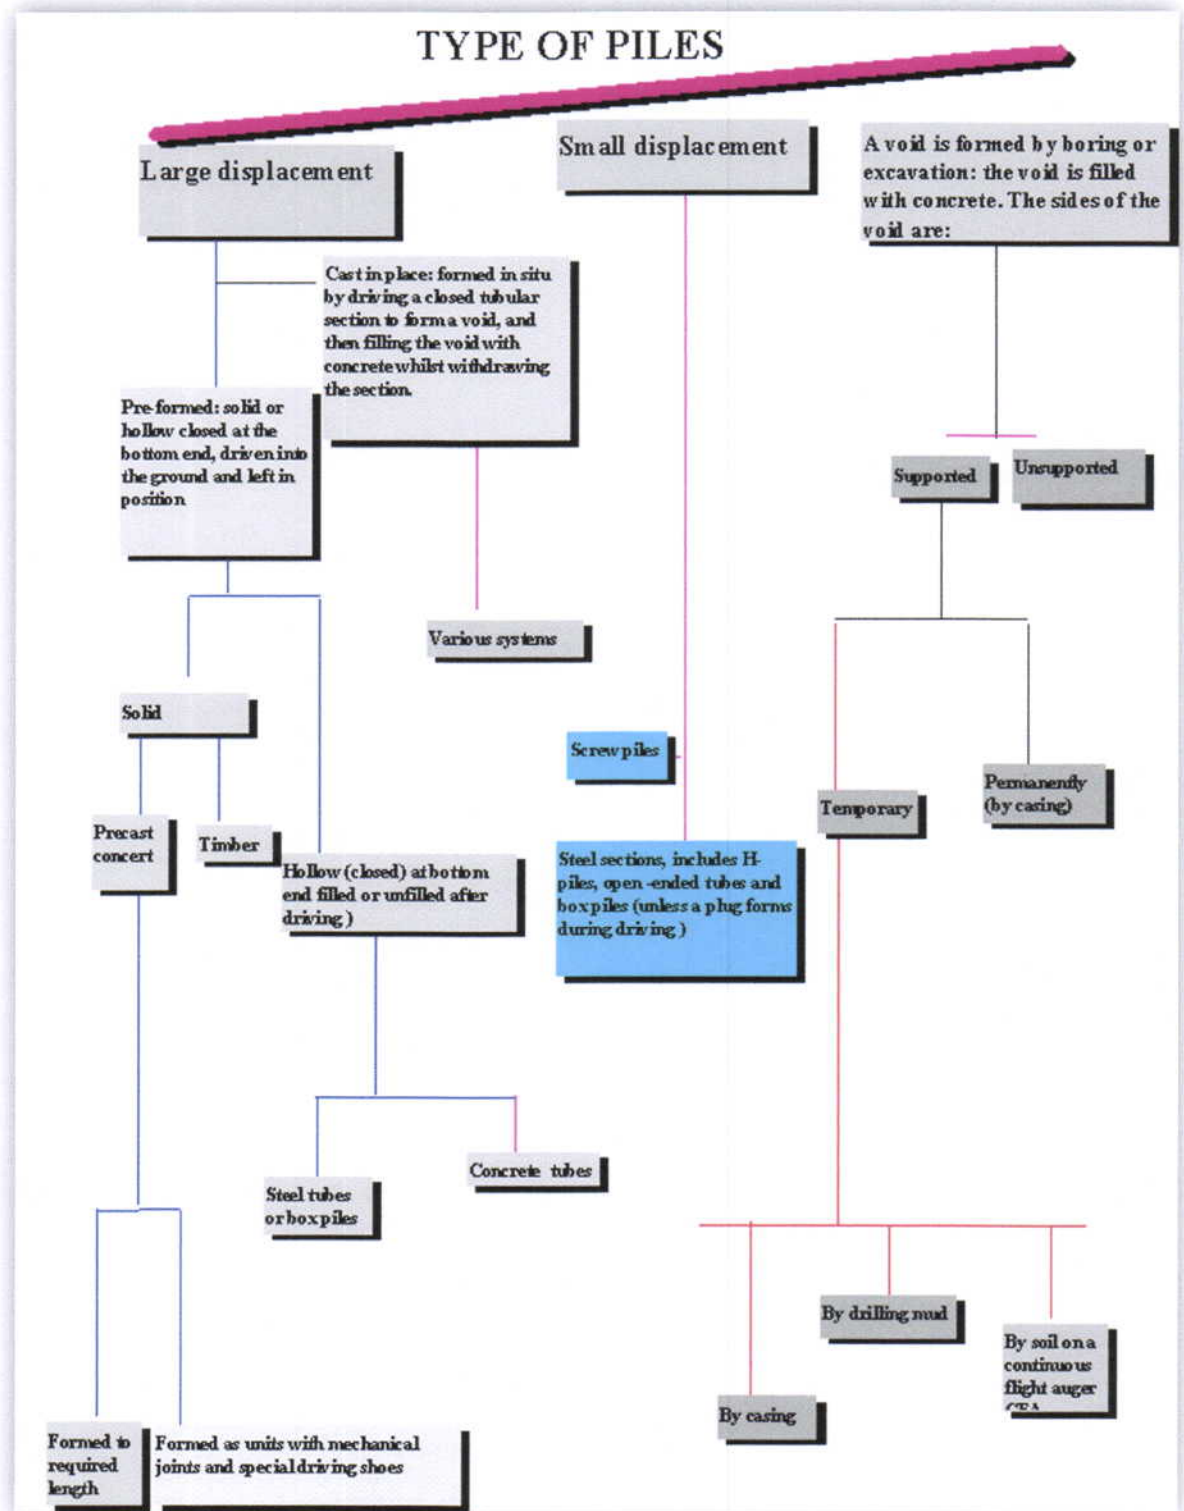 TYPE OF PILES
Large displacement
Small displacement
A void is formed by boring or
excavation: the void is filled
with concrete. The sides of the
void are:
Cast in place: formed in situ
by driving a closed tubular
section to form a void, and
then filling the void with
concrete whilst withdrawing
the section.
Pre-formed: solid or
hollow closed at the
bottom end, driven into
the ground and left in
position
Supported
Unsupported
Various systems
Solid
Screw piles
Temporary
Permanently
(by casing)
Precast
concert
Timber
Hollow (closed) at bottom
end filled or unfilled after
driving )
Steel sections, includes H-
piles, open -ended tubes and
box piles (unless a plug forms
during driving )
Steel tubes
or box piles
Concrete tubes
By casing
By drilling mud
By soil on a
continuous
flight auger
CFA
Formed to
required
length
Formed as units with mechanical
joints and special driving shoes